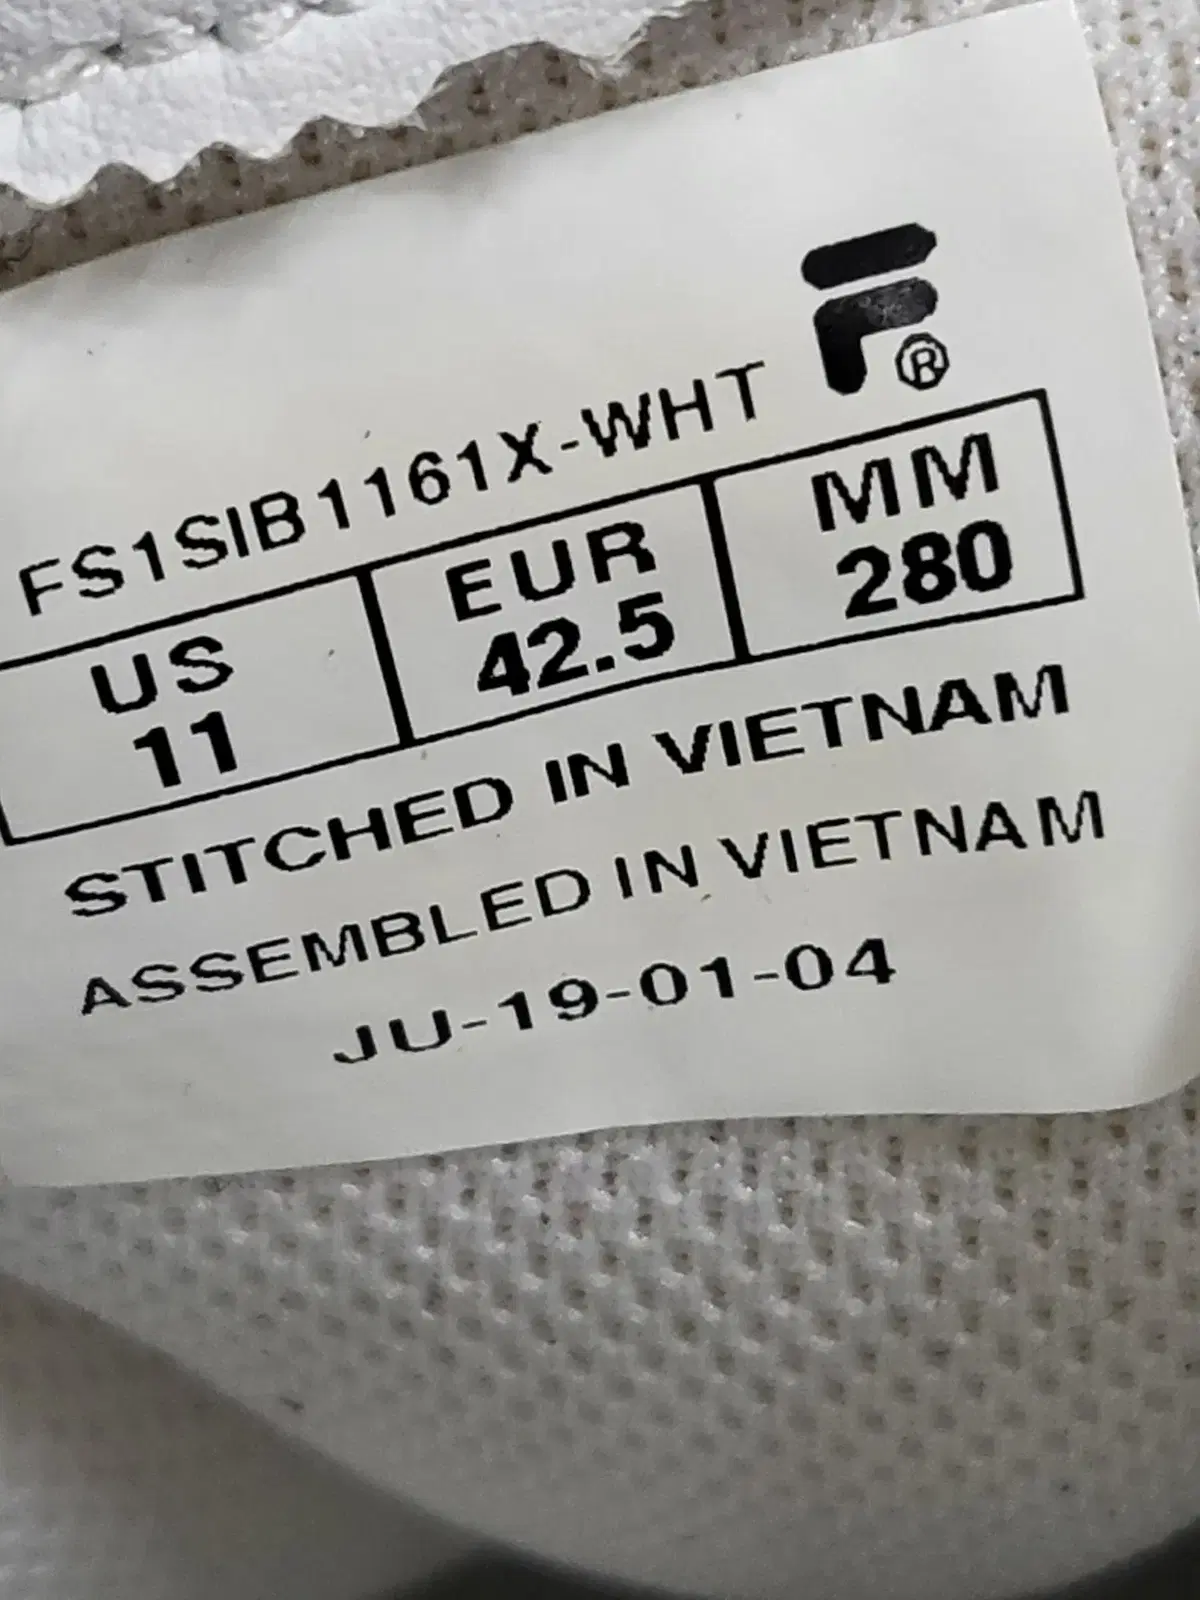 F®
FS1SIB1161X-WHT
US EUR MM
11 42.5 280
STITCHED IN VIETNAM
ASSEMBLED IN VIETNAM
JU-19-01-04